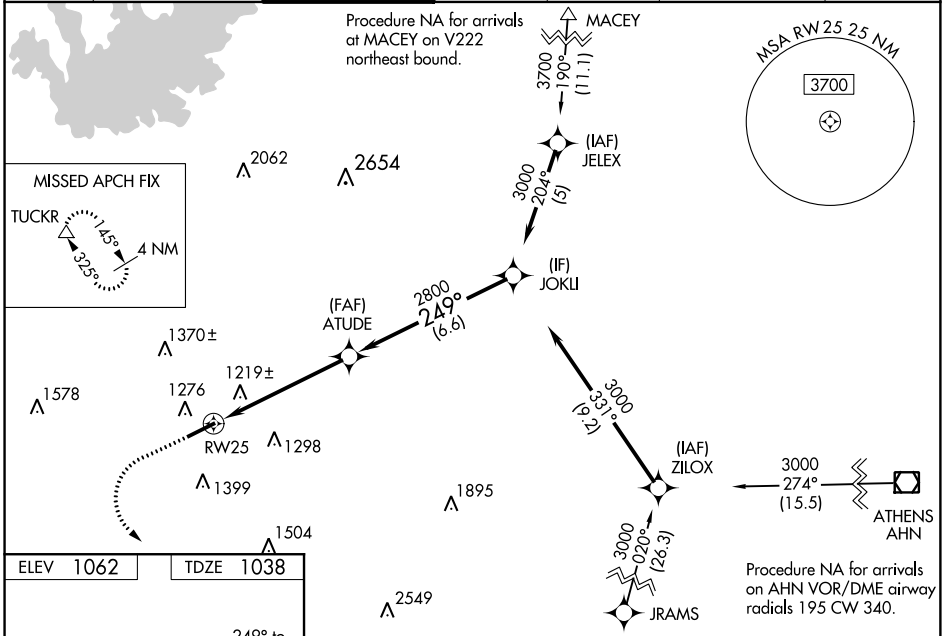 Procedure NA for arrivals
at MACEY on V222
northeast bound.
MACEY
3700
190°
(11.1)
MSA RW25 25 NM
3700
(IAF)
JELEX
3000
204°
(5)
2062
2654
MISSED APCH FIX
TUCKR
145°
4 NM
325°
(IF)
JOKLI
2800
249°
(6.6)
(FAF)
ATUDE
1370±
1219±
1578
1276
RW25
1298
1399
3000
331°
(9.2)
(IAF)
ZILOX
3000
274°
(15.5)
ATHENS
AHN
1895
1504
3000
020°
(26.3)
JRAMS
Procedure NA for arrivals
on AHN VOR/DME airway
radials 195 CW 340.
ELEV 1062
TDZE 1038
2549
249° to